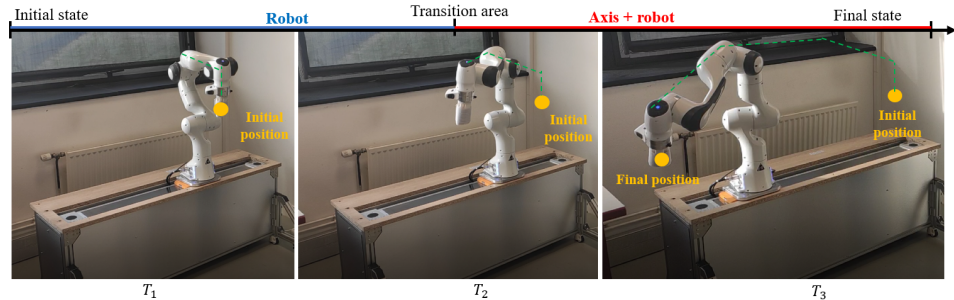 Initial state
Robot
Transition area
Axis + robot
Final state
Initial
position
Initial
position
Initial
position
Final position
T1
T2
T3